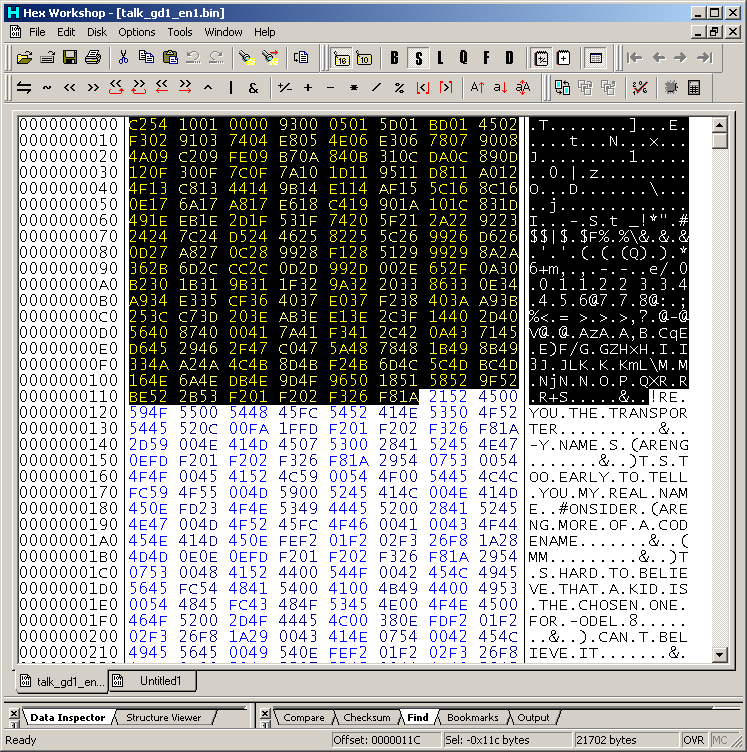 Hex Workshop - [talk_gd1_en1.bin]
File Edit Disk Options Tools Window Help
16 10 B S L Q F D
0000000000 C254 1001 0000 9300 0501 5D01 BD01 4502 .T........]...E.
0000000010 F302 9103 7404 E805 4E06 E306 7807 9008 ....t...N...x...
0000000020 4A09 C209 FE09 B70A 840B 310C DA0C 890D J.........1.....
0000000030 120F 300F 7C0F 7A10 1D11 9511 D811 A012 ..0.|.z.........
0000000040 4F13 C813 4414 9B14 E114 AF15 5C16 8C16 O...D.......\...
0000000050 0E17 6A17 A817 E618 C419 901A 101C 831D ..j.............
0000000060 491E EB1E 2D1F 531F 7420 5F21 2A22 9223 I...-.S.t _!*".#
0000000070 2424 7C24 D524 4625 8225 5C26 9926 D626 $$|$.$F%.%\&.&.&
0000000080 0D27 A827 0C28 9928 F128 5129 9929 8A2A .'.'.(.(.(Q).).*
0000000090 362B 6D2C CC2C 0D2D 992D 002E 652F 0A30 6+m,.,.-.-..e/.0
00000000A0 B230 1B31 9B31 1F32 9A32 2033 8633 0E34 .0.1.1.2.2 3.3.4
00000000B0 A934 E335 CF36 4037 E037 F238 403A A93B .4.5.6@7.7.8@:.;
00000000C0 253C C73D 203E AB3E E13E 2C3F 1440 2D40 %<.= >.>.>,?.@-@
00000000D0 5640 8740 0041 7A41 F341 2C42 0A43 7145 V@.@.AzA.A,B.CqE
00000000E0 D645 2946 2F47 C047 5A48 7848 1B49 8B49 .E)F/G.GZHxH.I.I
00000000F0 334A A24A 4C4B 8D4B F24B 6D4C 5C4D BC4D 3J.JLK.K.KmL\M.M
0000000100 164E 6A4E DB4E 9D4F 9650 1851 5852 9F52 .NjN.N.O.P.QXR.R
0000000110 BE52 2B53 F201 F202 F326 F81A 2152 4500 .R+S.....&..!RE.
0000000120 594F 5500 5448 45FC 5452 414E 5350 4F52 YOU.THE.TRANSPOR
0000000130 5445 520C 00FA 1FFD F201 F202 F326 F81A TER..........&..
0000000140 2D59 004E 414D 4507 5300 2841 5245 4E47 -Y.NAME.S.(ARENG
0000000150 0EFD F201 F202 F326 F81A 2954 0753 0054 .......&..)T.S.T
0000000160 4F4F 0045 4152 4C59 0054 4F00 5445 4C4C OO.EARLY.TO.TELL
0000000170 FC59 4F55 004D 5900 5245 414C 004E 414D .YOU.MY.REAL.NAM
0000000180 450E FD23 4F4E 5349 4445 5200 2841 5245 E..#ONSIDER.(ARE
0000000190 4E47 004D 4F52 45FC 4F46 0041 0043 4F44 NG.MORE.OF.A.COD
00000001A0 454E 414D 450E FEF2 01F2 02F3 26F8 1A28 ENAME.......&..(
00000001B0 4D4D 0E0E 0EFD F201 F202 F326 F81A 2954 MM.........&..)T
00000001C0 0753 0048 4152 4400 544F 0042 454C 4945 .S.HARD.TO.BELIE
00000001D0 5645 FC54 4841 5400 4100 4B49 4400 4953 VE.THAT.A.KID.IS
00000001E0 0054 4845 FC43 484F 5345 4E00 4F4E 4500 .THE.CHOSEN.ONE.
00000001F0 464F 5200 2D4F 4445 4C00 380E FDF2 01F2 FOR.-ODEL.8.....
0000000200 02F3 26F8 1A29 0043 414E 0754 0042 454C ..&..).CAN.T.BEL
0000000210 4945 5645 0049 540E FEF2 01F2 02F3 26F8 IEVE.IT.......&.
talk_gd1_en... Untitled1
Data Inspector Structure Viewer Compare Checksum Find Bookmarks Output
Ready Offset: 0000011C Sel: -0x11c bytes 21702 bytes OVR MC